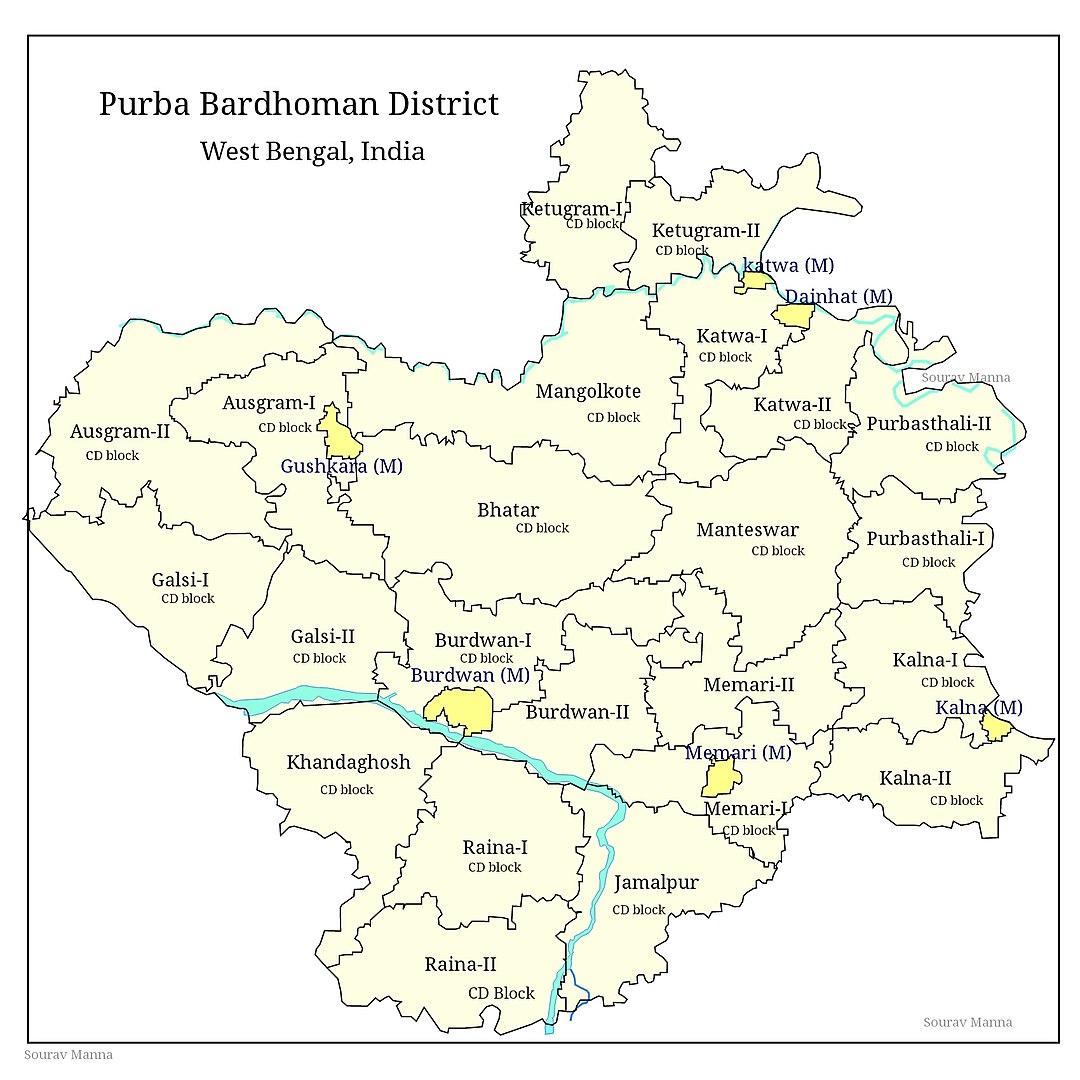 Purba Bardhoman District
West Bengal, India
Ketugram-I
CD block
Ketugram-II
CD block
katwa (M)
Dainhat (M)
Katwa-I
CD block
Sourav Manna
Mangolkote
CD block
Ausgram-I
CD block
Katwa-II
CD block
Purbasthali-II
CD block
Ausgram-II
CD block
Gushkara (M)
Bhatar
CD block
Manteswar
CD block
Purbasthali-I
CD block
Galsi-I
CD block
Galsi-II
CD block
Burdwan-I
CD block
Burdwan (M)
Kalna-I
CD block
Memari-II
Burdwan-II
Kalna (M)
Khandaghosh
CD block
Memari (M)
Kalna-II
CD block
Memari-I
CD block
Raina-I
CD block
Jamalpur
CD block
Raina-II
CD Block
Sourav Manna
Sourav Manna